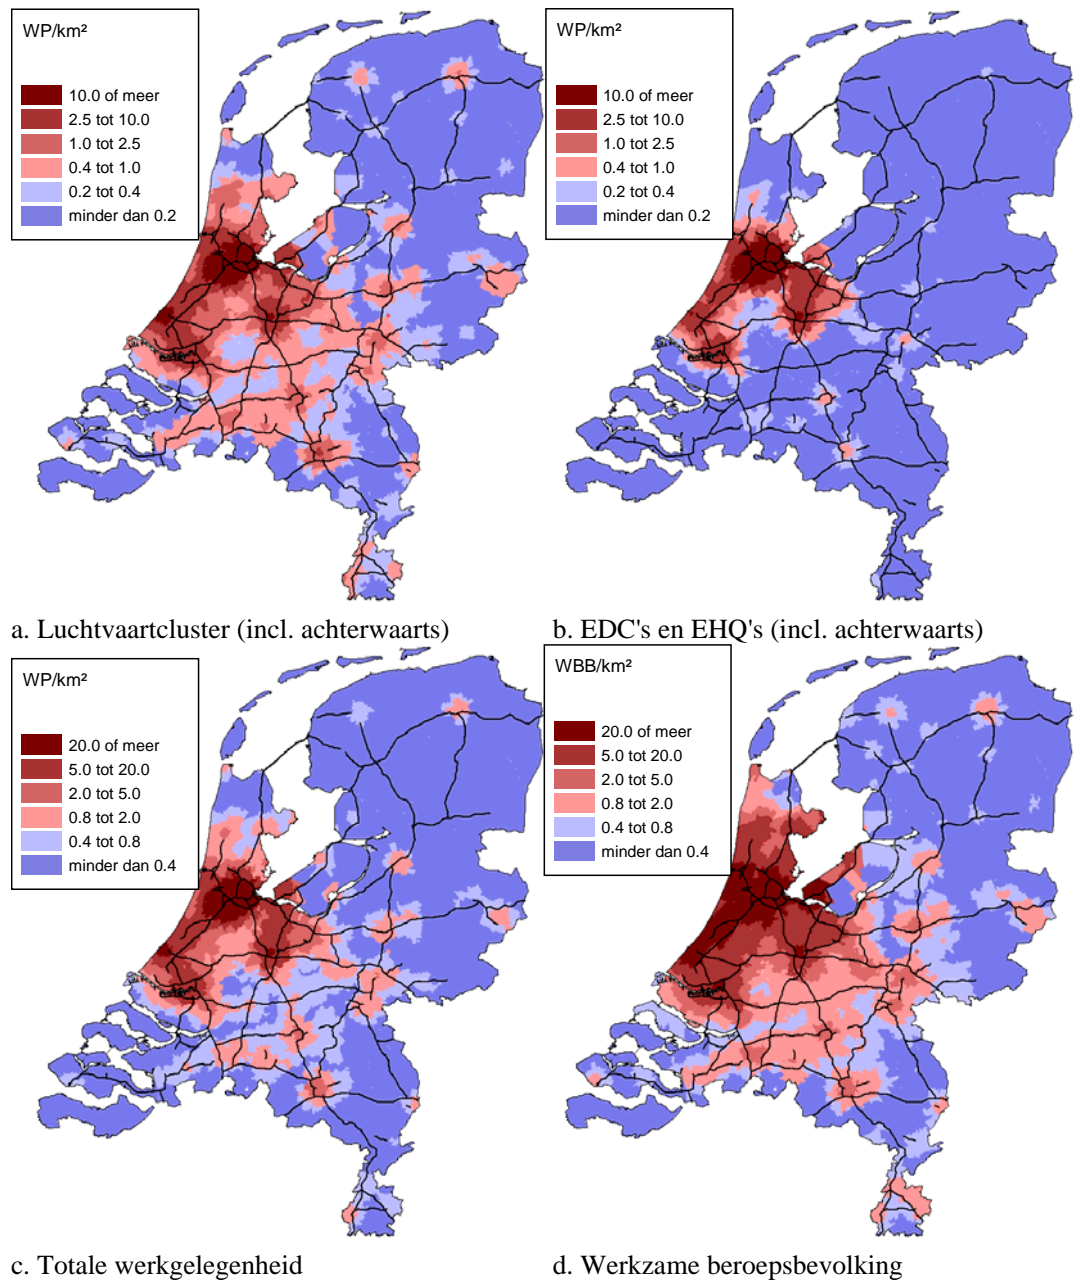 WP/km²
10.0 of meer
2.5 tot 10.0
1.0 tot 2.5
0.4 tot 1.0
0.2 tot 0.4
minder dan 0.2
WP/km²
10.0 of meer
2.5 tot 10.0
1.0 tot 2.5
0.4 tot 1.0
0.2 tot 0.4
minder dan 0.2
a. Luchtvaartcluster (incl. achterwaarts)
b. EDC's en EHQ's (incl. achterwaarts)
WP/km²
20.0 of meer
5.0 tot 20.0
2.0 tot 5.0
0.8 tot 2.0
0.4 tot 0.8
minder dan 0.4
WBB/km²
20.0 of meer
5.0 tot 20.0
2.0 tot 5.0
0.8 tot 2.0
0.4 tot 0.8
minder dan 0.4
c. Totale werkgelegenheid
d. Werkzame beroepsbevolking